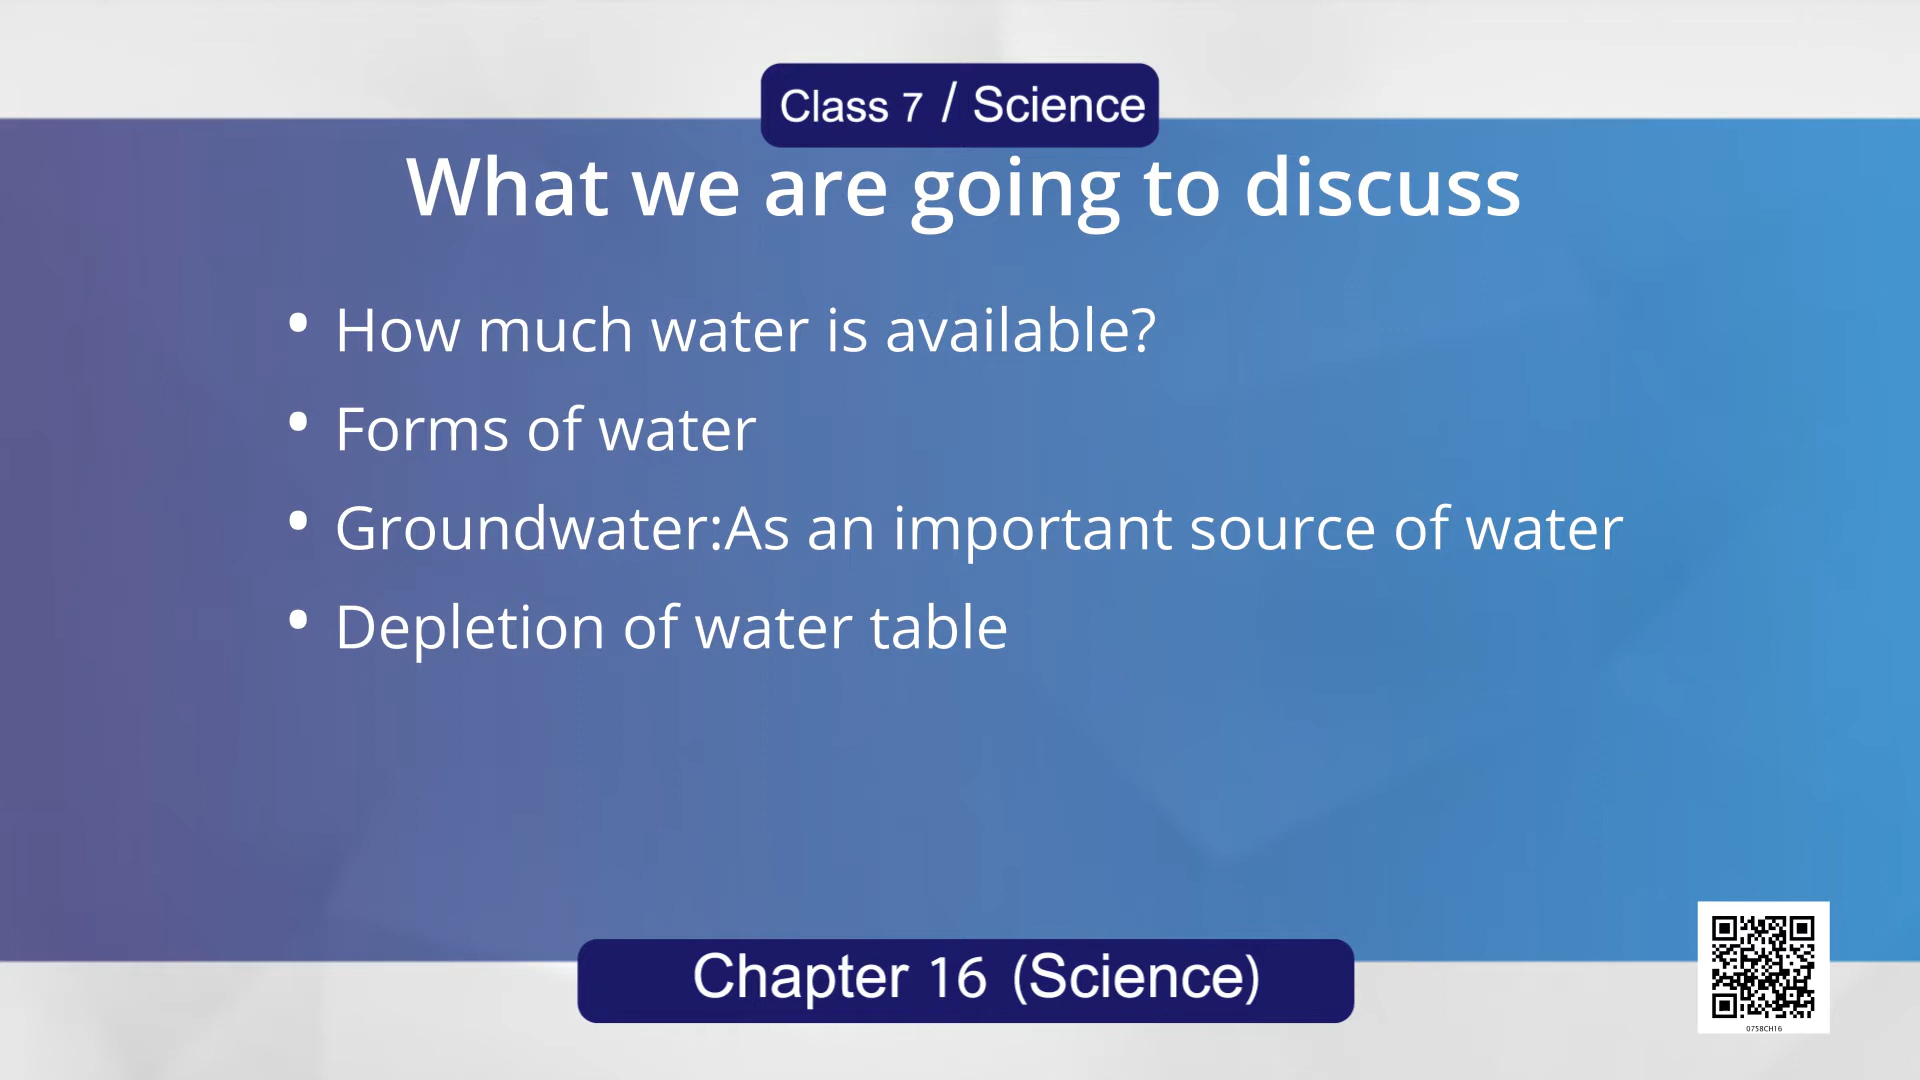 Class 7 / Science
What we are going to discuss
• How much water is available?
• Forms of water
• Groundwater:As an important source of water
• Depletion of water table
Chapter 16 (Science)
0758CH16